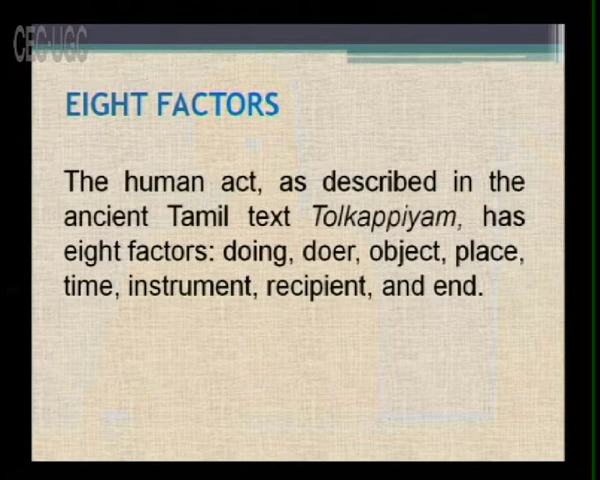 CEC-UGC
EIGHT FACTORS
The human act, as described in the
ancient Tamil text Tolkappiyam, has
eight factors: doing, doer, object, place,
time, instrument, recipient, and end.